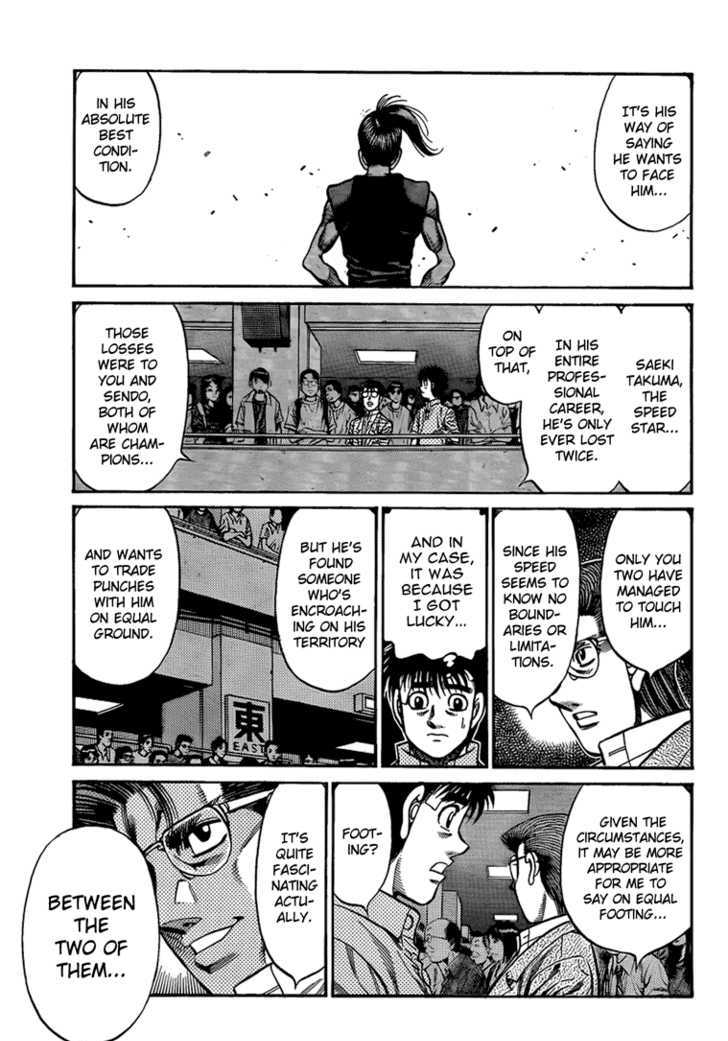 IT'S HIS
WAY OF
SAYING
HE WANTS
TO FACE
HIM...
IN HIS
ABSOLUTE
BEST
CONDI-
TION.
SAEKI
TAKUMA,
THE
SPEED
STAR...
IN HIS
ENTIRE
PROFES-
SIONAL
CAREER,
HE'S ONLY
EVER LOST
TWICE.
ON
TOP OF
THAT,
THOSE
LOSSES
WERE TO
YOU AND
SENDO,
BOTH OF
WHOM
ARE CHAM-
PIONS...
ONLY YOU
TWO HAVE
MANAGED
TO TOUCH
HIM...
SINCE HIS
SPEED
SEEMS TO
KNOW NO
BOUND-
ARIES OR
LIMITA-
TIONS.
AND IN
MY CASE,
IT WAS
BECAUSE
I GOT
LUCKY...
BUT HE'S
FOUND
SOMEONE
WHO'S
ENCROACH-
ING ON HIS
TERRITORY
AND WANTS
TO TRADE
PUNCHES
WITH HIM
ON EQUAL
GROUND.
東
EAST
GIVEN THE
CIRCUMSTANCES,
IT MAY BE MORE
APPROPRIATE
FOR ME TO
SAY ON EQUAL
FOOTING...
FOOT-
ING?
IT'S
QUITE
FASCI-
NATING
ACTU-
ALLY.
BETWEEN
THE
TWO OF
THEM...